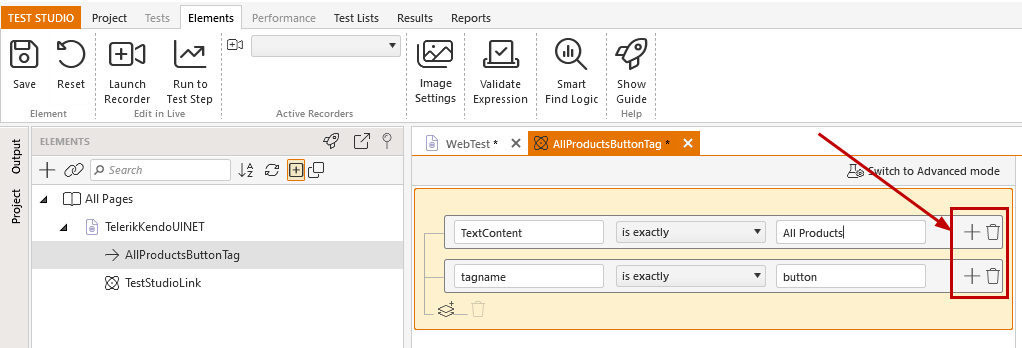 TEST STUDIO Project Tests Elements Performance Test Lists Results Reports
Save Reset Launch Recorder Run to Test Step Image Settings Validate Expression Smart Find Logic Show Guide
Element Edit in Live Active Recorders Help
Output
Project
ELEMENTS
Search
All Pages
TelerikKendoUINET
AllProductsButtonTag
TestStudioLink
WebTest * AllProductsButtonTag *
Switch to Advanced mode
TextContent is exactly All Products
tagname is exactly button